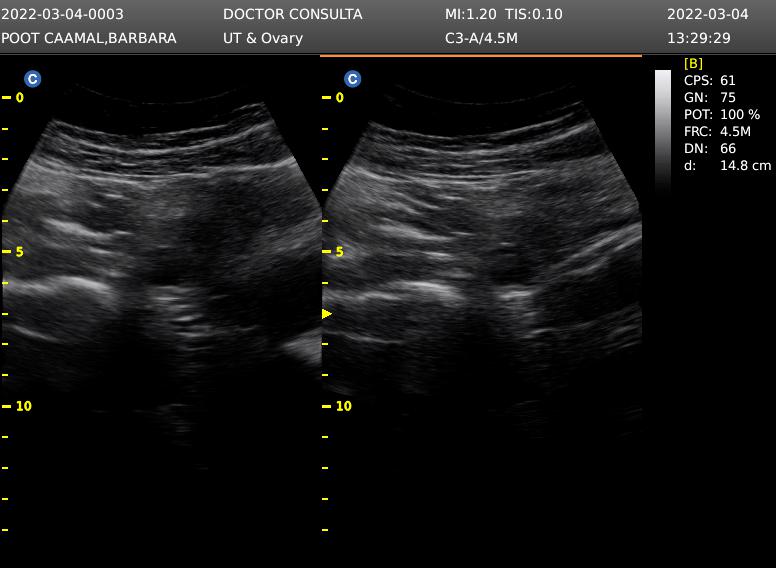 2022-03-04-0003 DOCTOR CONSULTA MI:1.20 TIS:0.10 2022-03-04
POOT CAAMAL,BARBARA UT & Ovary C3-A/4.5M 13:29:29
[B]
CPS: 61
GN: 75
POT: 100 %
FRC: 4.5M
DN: 66
d: 14.8 cm
C C
0 0
5 5
10 10